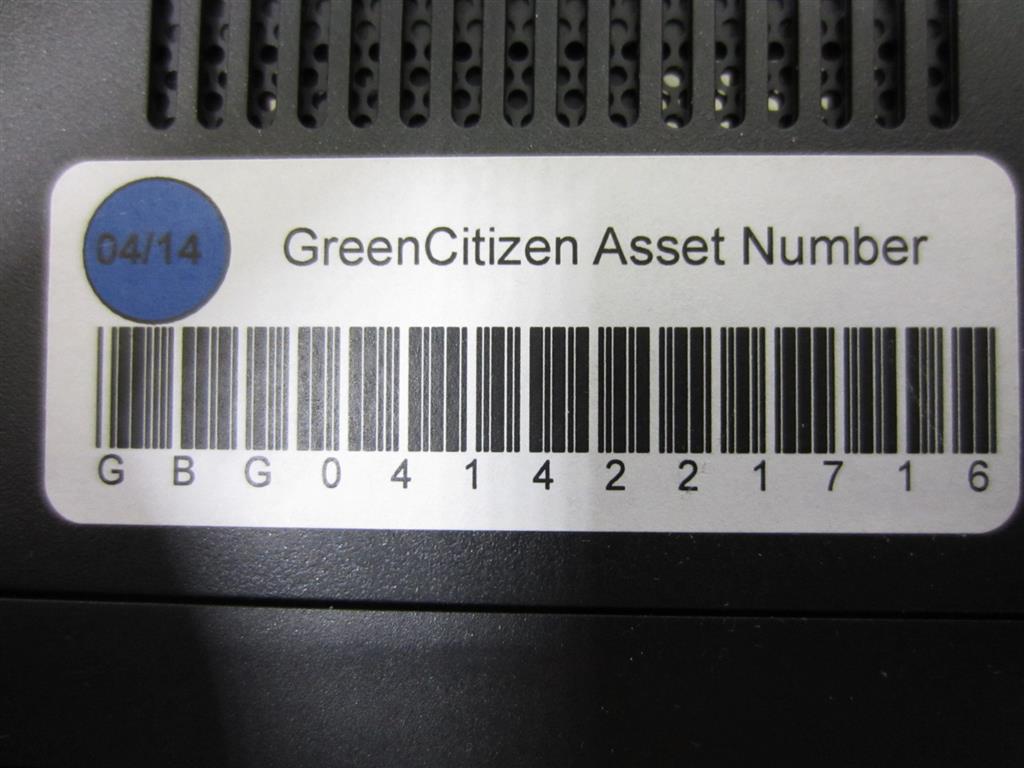 04/14
GreenCitizen Asset Number
G B G 0 4 1 4 2 2 1 7 1 6